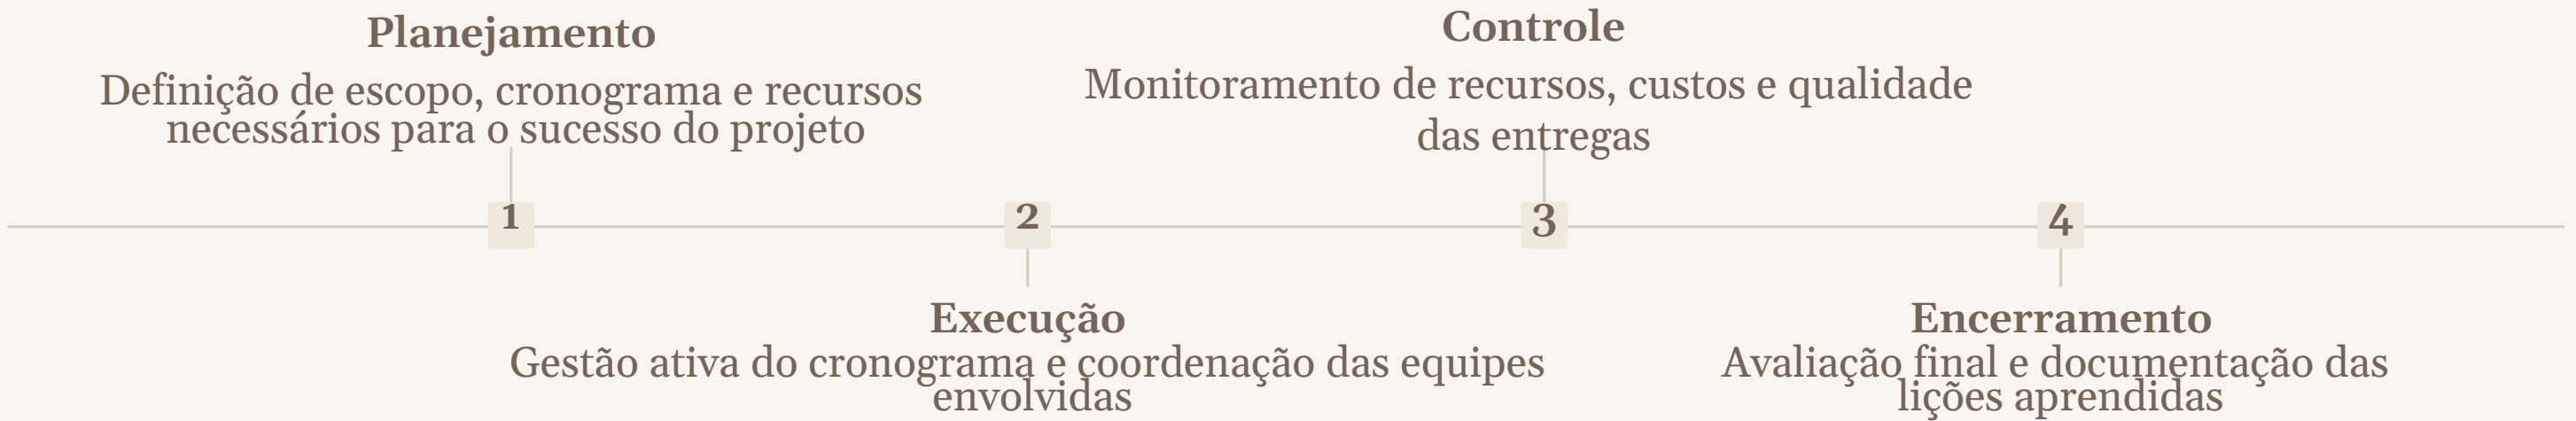 Planejamento
Definição de escopo, cronograma e recursos
necessários para o sucesso do projeto
Controle
Monitoramento de recursos, custos e qualidade
das entregas
1
2
3
4
Execução
Gestão ativa do cronograma e coordenação das equipes
envolvidas
Encerramento
Avaliação final e documentação das
lições aprendidas